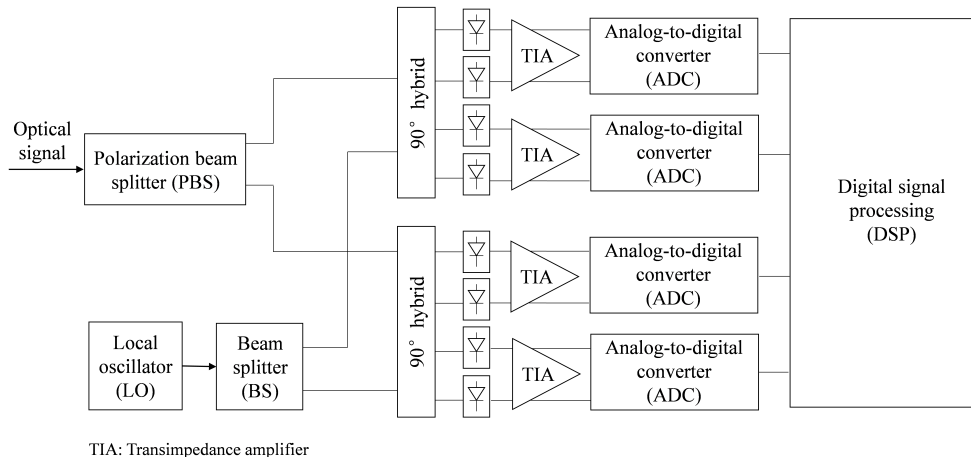 Optical
signal
Polarization beam
splitter (PBS)
Local
oscillator
(LO)
Beam
splitter
(BS)
90° hybrid
90° hybrid
TIA
TIA
TIA
TIA
Analog-to-digital
converter
(ADC)
Analog-to-digital
converter
(ADC)
Analog-to-digital
converter
(ADC)
Analog-to-digital
converter
(ADC)
Digital signal
processing
(DSP)
TIA: Transimpedance amplifier